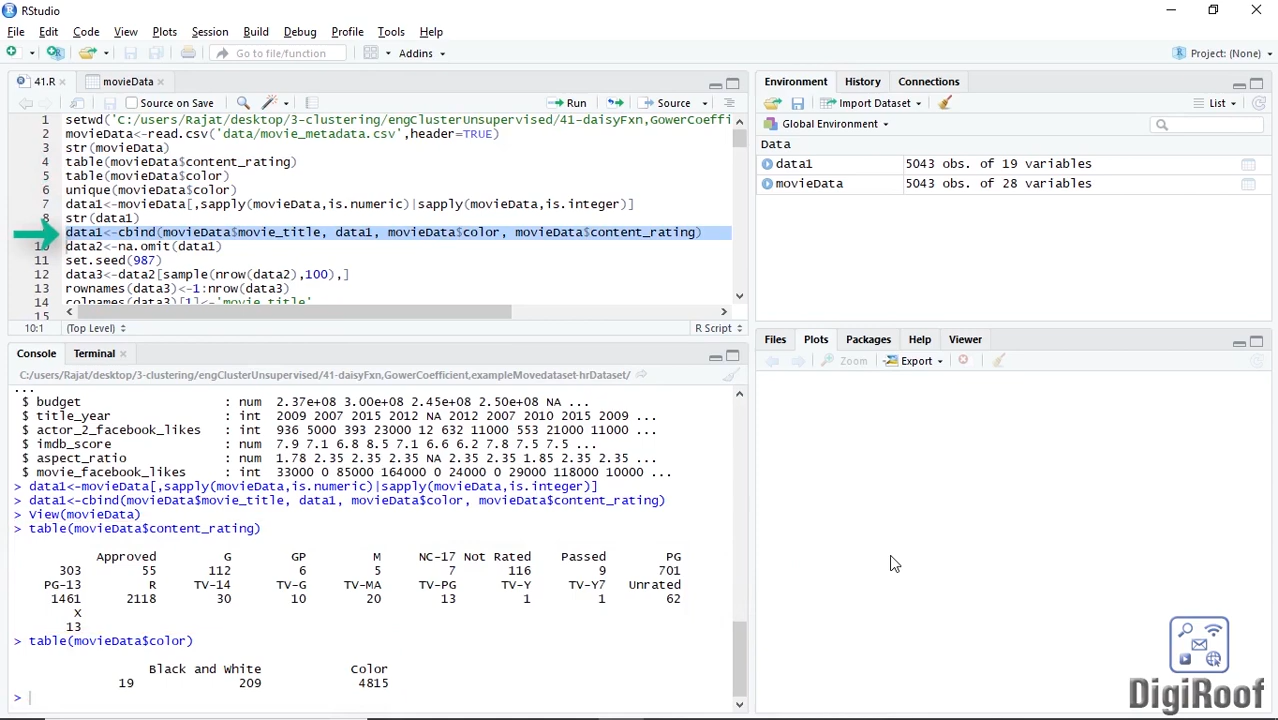 RStudio
File Edit Code View Plots Session Build Debug Profile Tools Help
Go to file/function Addins Project: (None)
41.R movieData
Source on Save Run Source
1 setwd('C:/users/Rajat/desktop/3-clustering/engClusterUnsupervised/41-daisyFxn,GowerCoeffi
2 movieData<-read.csv('data/movie_metadata.csv',header=TRUE)
3 str(movieData)
4 table(movieData$content_rating)
5 table(movieData$color)
6 unique(movieData$color)
7 data1<-movieData[,sapply(movieData,is.numeric)|sapply(movieData,is.integer)]
8 str(data1)
data1<-cbind(movieData$movie_title, data1, movieData$color, movieData$content_rating)
10 data2<-na.omit(data1)
11 set.seed(987)
12 data3<-data2[sample(nrow(data2),100),]
13 rownames(data3)<-1:nrow(data3)
14 colnames(data3)[1]<-'movie_title'
15
10:1 (Top Level) R Script
Console Terminal
C:/users/Rajat/desktop/3-clustering/engClusterUnsupervised/41-daisyFxn,GowerCoefficient,exampleMovedataset-hrDataset/
...
$ budget : num 2.37e+08 3.00e+08 2.45e+08 2.50e+08 NA ...
$ title_year : int 2009 2007 2015 2012 NA 2012 2007 2010 2015 2009 ...
$ actor_2_facebook_likes : int 936 5000 393 23000 12 632 11000 553 21000 11000 ...
$ imdb_score : num 7.9 7.1 6.8 8.5 7.1 6.6 6.2 7.8 7.5 7.5 ...
$ aspect_ratio : num 1.78 2.35 2.35 2.35 NA 2.35 2.35 1.85 2.35 2.35 ...
$ movie_facebook_likes : int 33000 0 85000 164000 0 24000 0 29000 118000 10000 ...
> data1<-movieData[,sapply(movieData,is.numeric)|sapply(movieData,is.integer)]
> data1<-cbind(movieData$movie_title, data1, movieData$color, movieData$content_rating)
> View(movieData)
> table(movieData$content_rating)
Approved G GP M NC-17 Not Rated Passed PG
303 55 112 6 5 7 116 9 701
PG-13 R TV-14 TV-G TV-MA TV-PG TV-Y TV-Y7 Unrated
1461 2118 30 10 20 13 1 1 62
X
13
> table(movieData$color)
Black and White Color
19 209 4815
>
Environment History Connections
Import Dataset List
Global Environment
Data
data1 5043 obs. of 19 variables
movieData 5043 obs. of 28 variables
Files Plots Packages Help Viewer
Zoom Export
DigiRoof